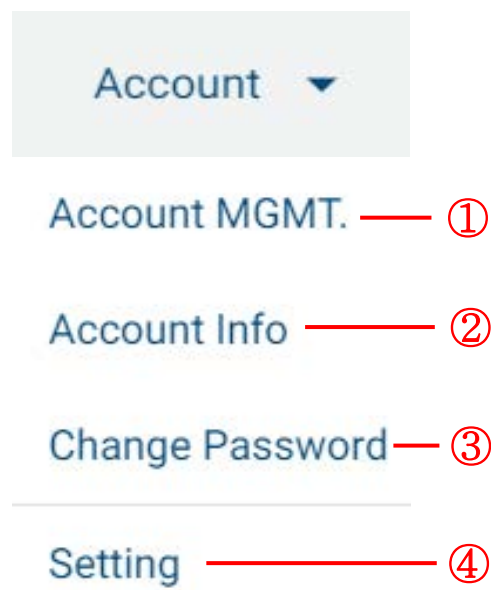 Account
Account MGMT. ①
Account Info ②
Change Password ③
Setting ④